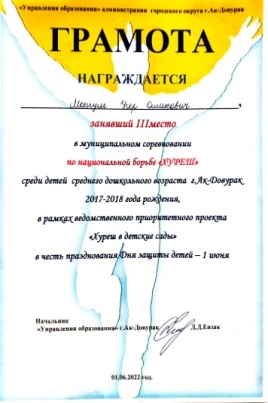 «Управления образования» администрации городского округа г.Ак-Довурак
ГРАМОТА
НАГРАЖДАЕТСЯ
занявший IIIместо
в муниципальном соревновании
по национальной борьбе «ХУРЕШ»
среди детей среднего дошкольного возраста г.Ак-Довурак
2017-2018 года рождения,
в рамках ведомственного приоритетного проекта
«Хуреш в детские сады»
в честь празднования Дня защиты детей – 1 июня
Начальник
«Управления образования» г.Ак-Довурак Д.Д.Ензак
01.06.2022 год.